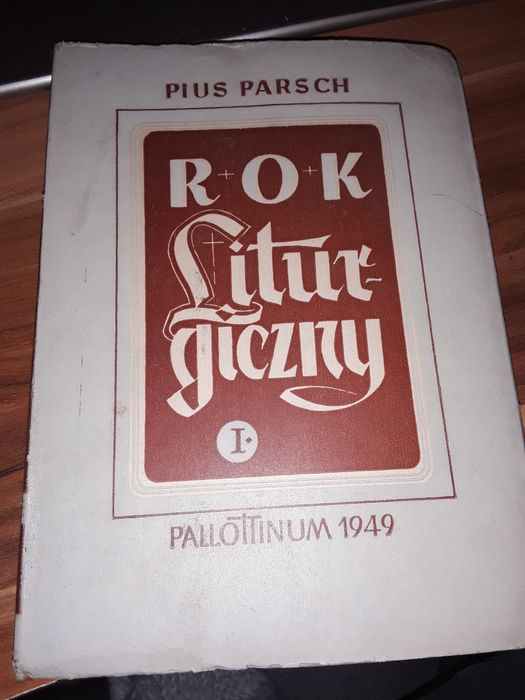 PIUS PARSCH
R+O+K
Litur-
giczny
I•
PALLOTTINUM 1949